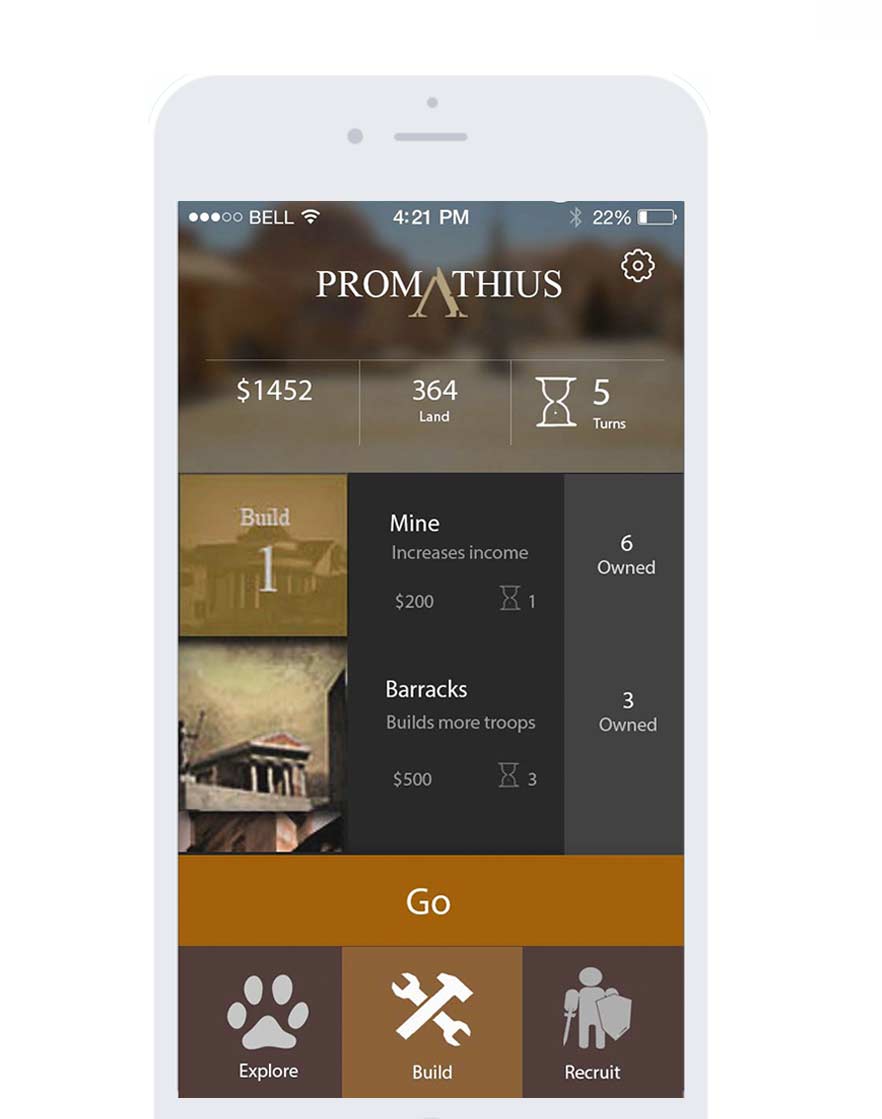 BELL 4:21 PM 22%
PROMATHIUS
$1452 364 5
Land Turns
Build
1
Mine
Increases income
$200 1
6
Owned
Barracks
Builds more troops
$500 3
3
Owned
Go
Explore Build Recruit